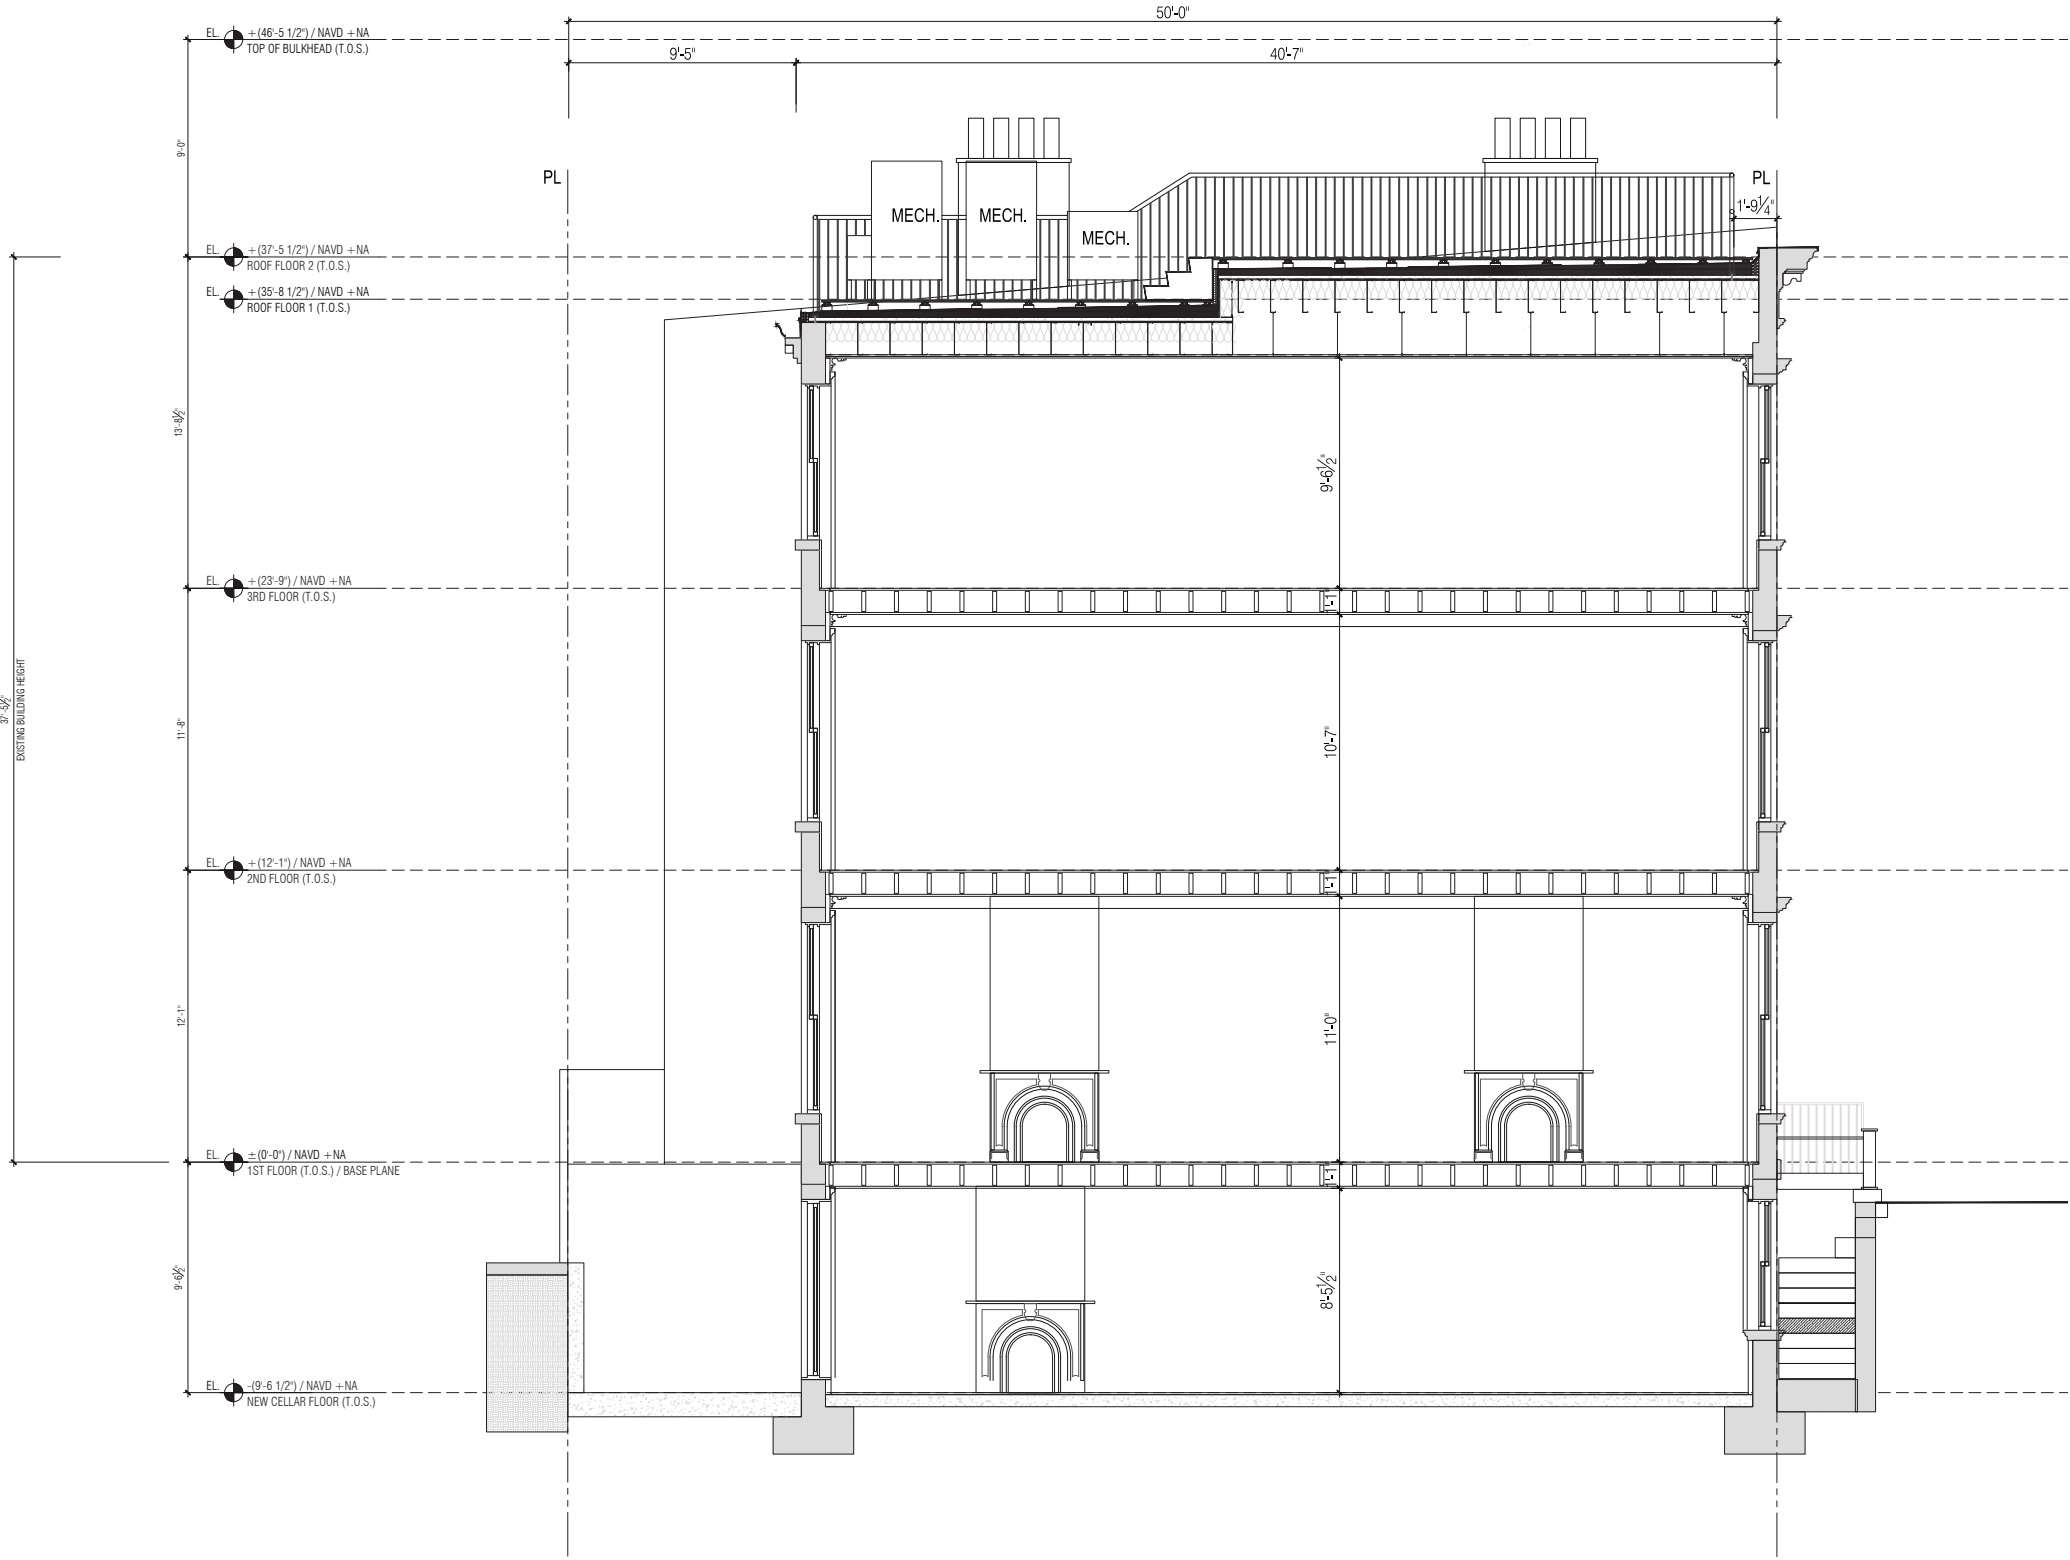 50'-0"
EL. +(46'-5 1/2") / NAVD +NA
TOP OF BULKHEAD (T.O.S.)
9'-5"
40'-7"
9'-0"
PL
PL
1'-9¼"
MECH.
MECH.
MECH.
EL. +(37'-5 1/2") / NAVD +NA
ROOF FLOOR 2 (T.O.S.)
EL. +(35'-8 1/2") / NAVD +NA
ROOF FLOOR 1 (T.O.S.)
13'-8½"
9'-6½"
EL. +(23'-9") / NAVD +NA
3RD FLOOR (T.O.S.)
1'-1"
37'-5½"
EXISTING BUILDING HEIGHT
11'-8"
10'-7"
EL. +(12'-1") / NAVD +NA
2ND FLOOR (T.O.S.)
1'-1"
12'-1"
11'-0"
EL. ±(0'-0") / NAVD +NA
1ST FLOOR (T.O.S.) / BASE PLANE
1'-1"
9'-6½"
8'-5½"
EL. -(9'-6 1/2") / NAVD +NA
NEW CELLAR FLOOR (T.O.S.)